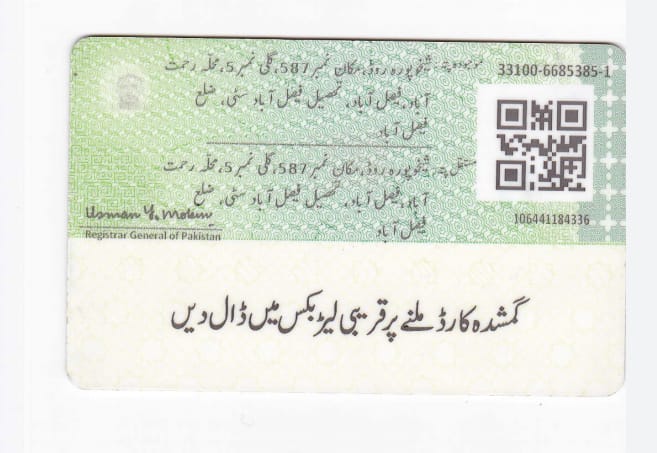 موجودہ پتہ: شیخوپورہ روڈ، مکان نمبر 587، گلی نمبر 5، محلہ رحمت
آباد، فیصل آباد، تحصیل فیصل آباد سٹی، ضلع
فیصل آباد
33100-6685385-1
مستقل پتہ: شیخوپورہ روڈ، مکان نمبر 587، گلی نمبر 5، محلہ رحمت
آباد، فیصل آباد، تحصیل فیصل آباد سٹی، ضلع
فیصل آباد
106441184336
Usman Y. Mobin
Registrar General of Pakistan
گمشدہ کارڈ ملنے پر قریبی لیٹر بکس میں ڈال دیں